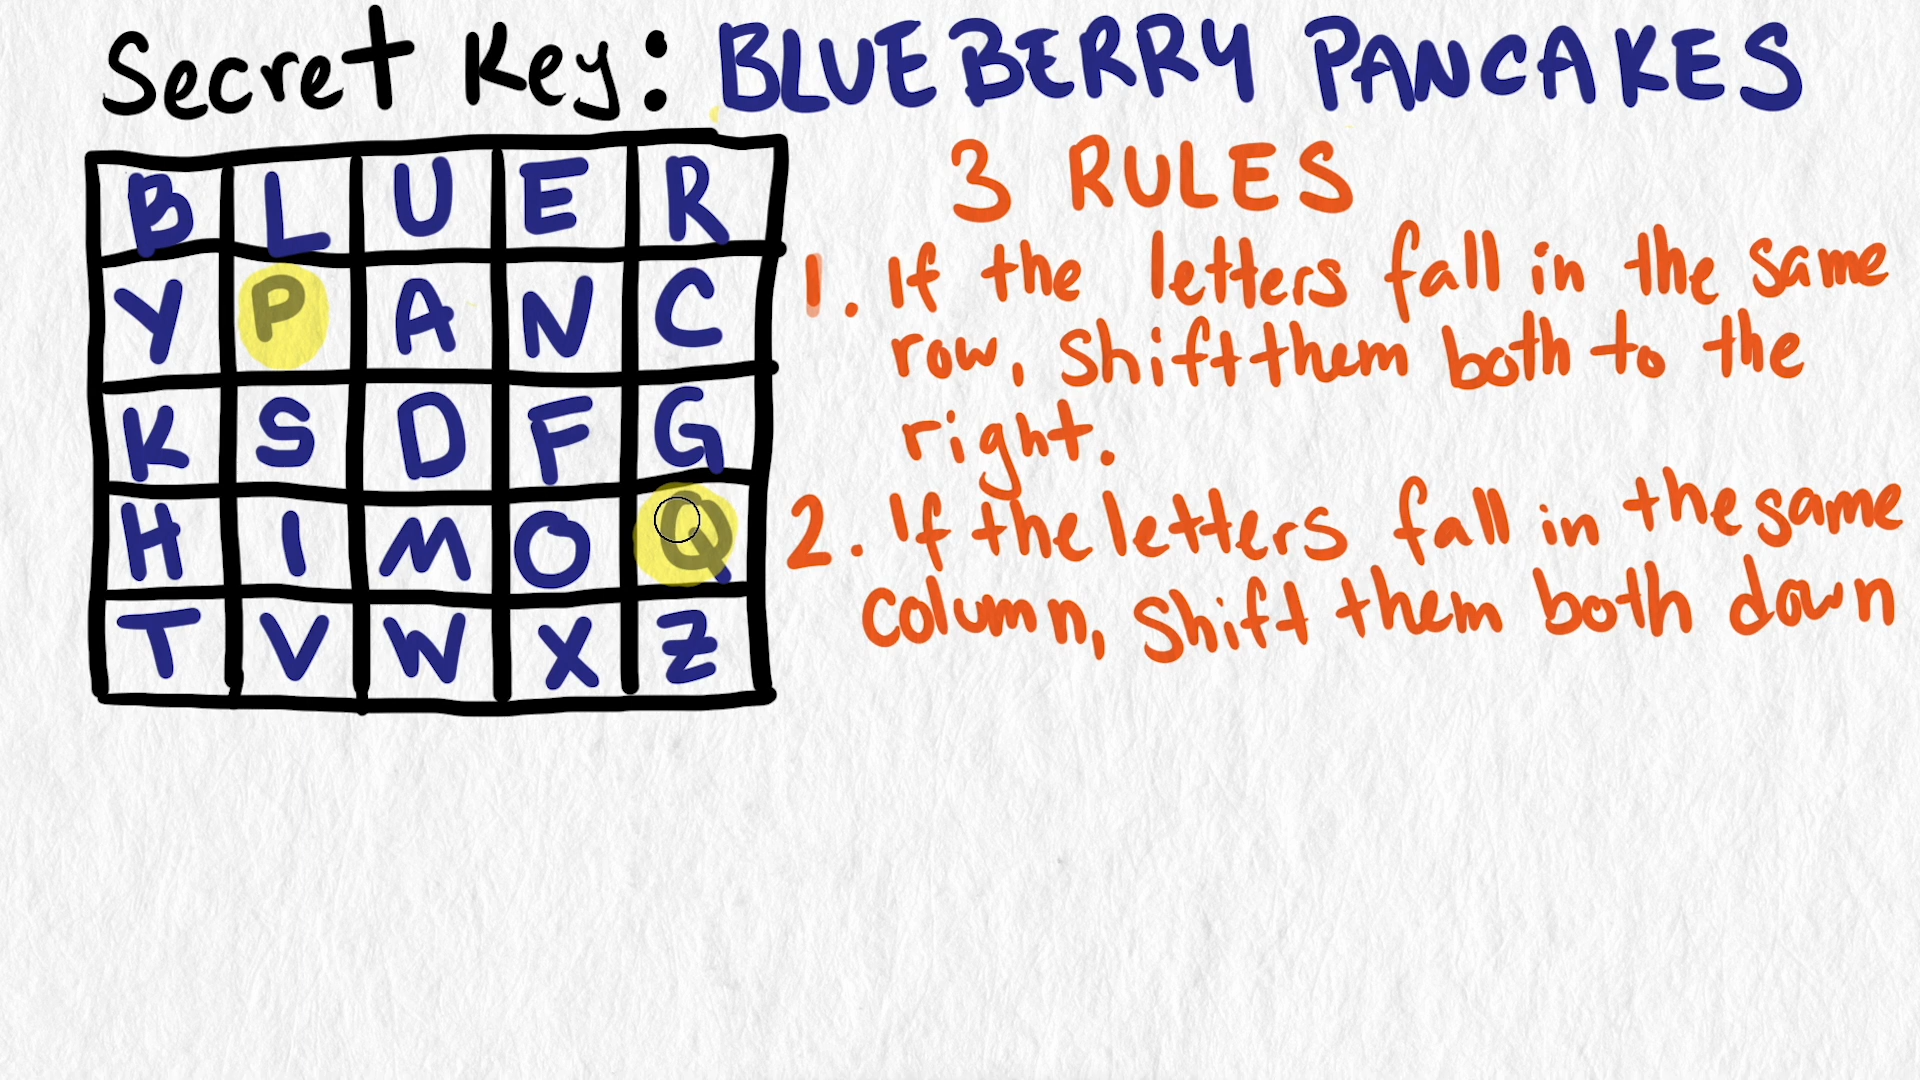 Secret Key: BLUEBERRY PANCAKES
B L U E R
Y P A N C
K S D F G
H I M O Q
T V W X Z
3 RULES
1. If the letters fall in the same
row, shift them both to the
right.
2. If the letters fall in the same
column, shift them both down